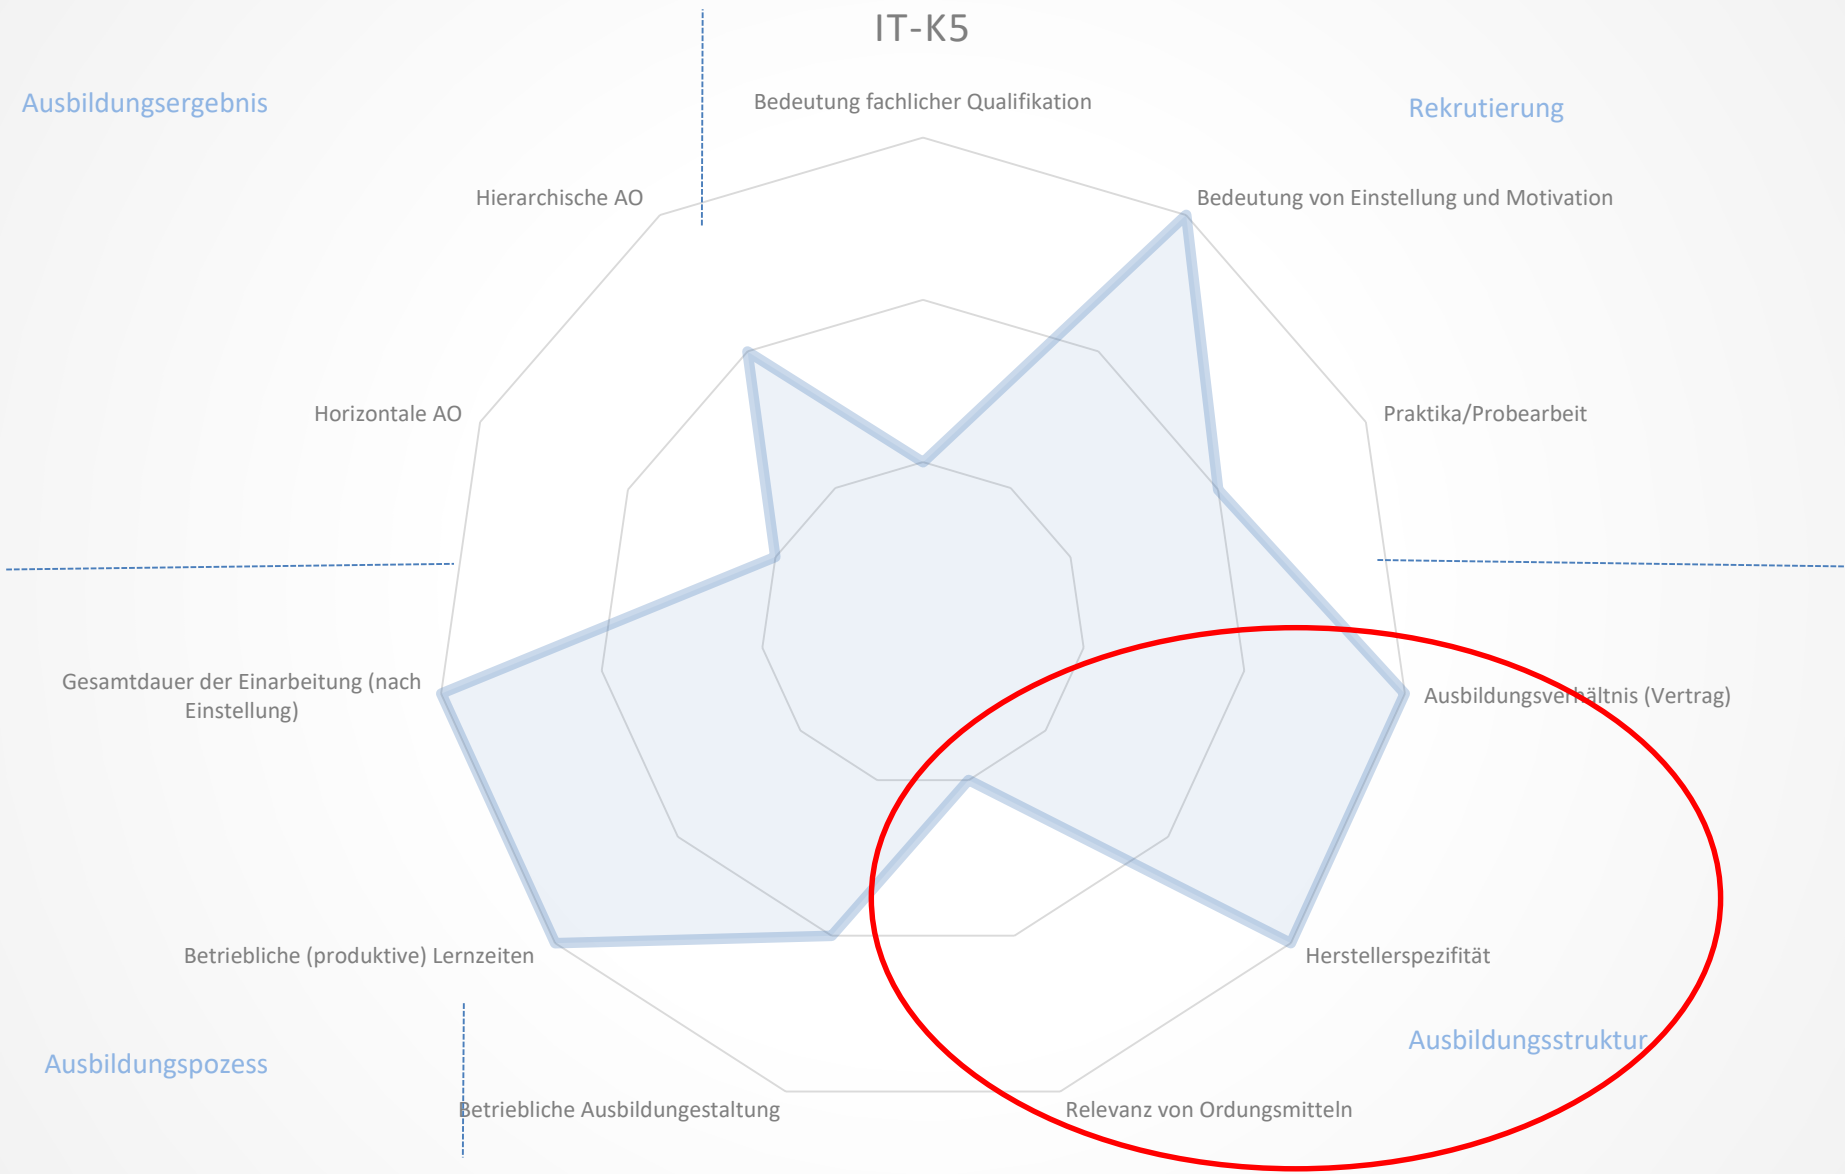 IT-K5
Ausbildungsergebnis
Bedeutung fachlicher Qualifikation
Rekrutierung
Hierarchische AO
Bedeutung von Einstellung und Motivation
Horizontale AO
Praktika/Probearbeit
Gesamtdauer der Einarbeitung (nach
Einstellung)
Ausbildungsverhältnis (Vertrag)
Betriebliche (produktive) Lernzeiten
Herstellerspezifität
Ausbildungspozess
Ausbildungsstruktur
Betriebliche Ausbildungestaltung
Relevanz von Ordungsmitteln